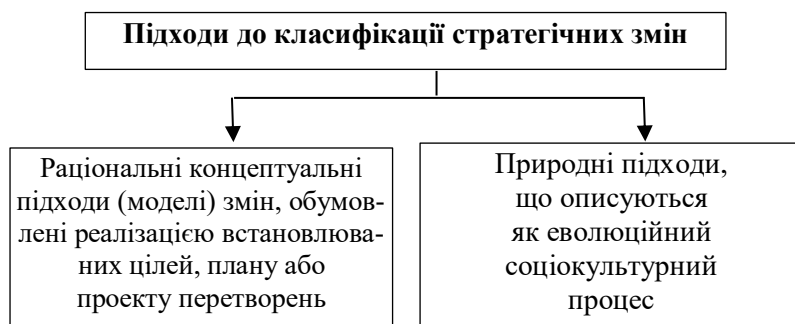 Підходи до класифікації стратегічних змін
Раціональні концептуальні
підходи (моделі) змін, обумов-
лені реалізацією встановлюва-
них цілей, плану або
проекту перетворень
Природні підходи,
що описуються
як еволюційний
соціокультурний
процес